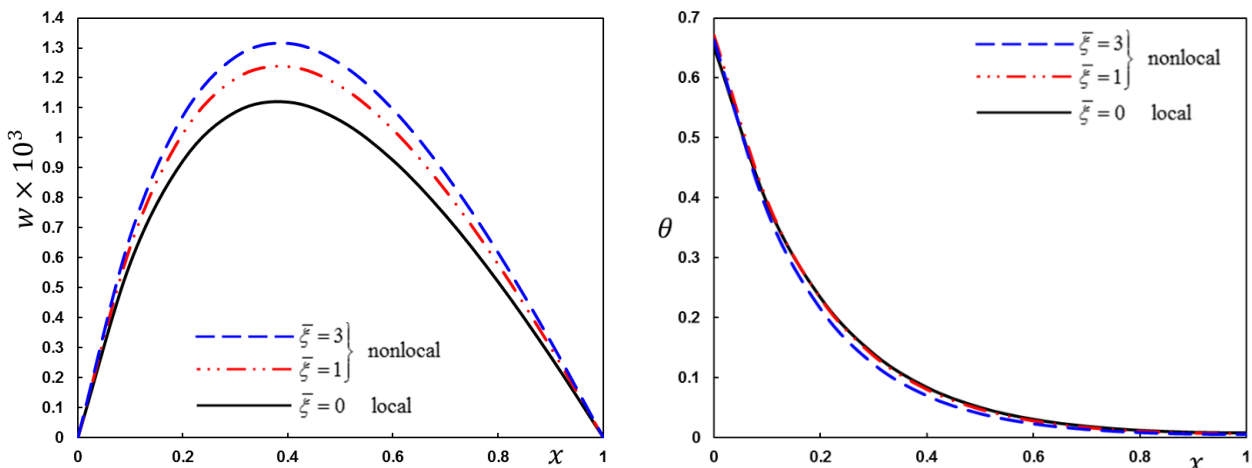 1.4
1.3
1.2
1.1
1
0.9
0.8
0.7
0.6
0.5
0.4
0.3
0.2
0.1
0
w × 10³
ξ̅ = 3
ξ̅ = 1
nonlocal
ξ̅ = 0 local
0 0.2 0.4 0.6 0.8 1
x
0.7
0.6
0.5
0.4
0.3
0.2
0.1
0
θ
ξ̅ = 3
ξ̅ = 1
nonlocal
ξ̅ = 0 local
0 0.2 0.4 0.6 0.8 1
x